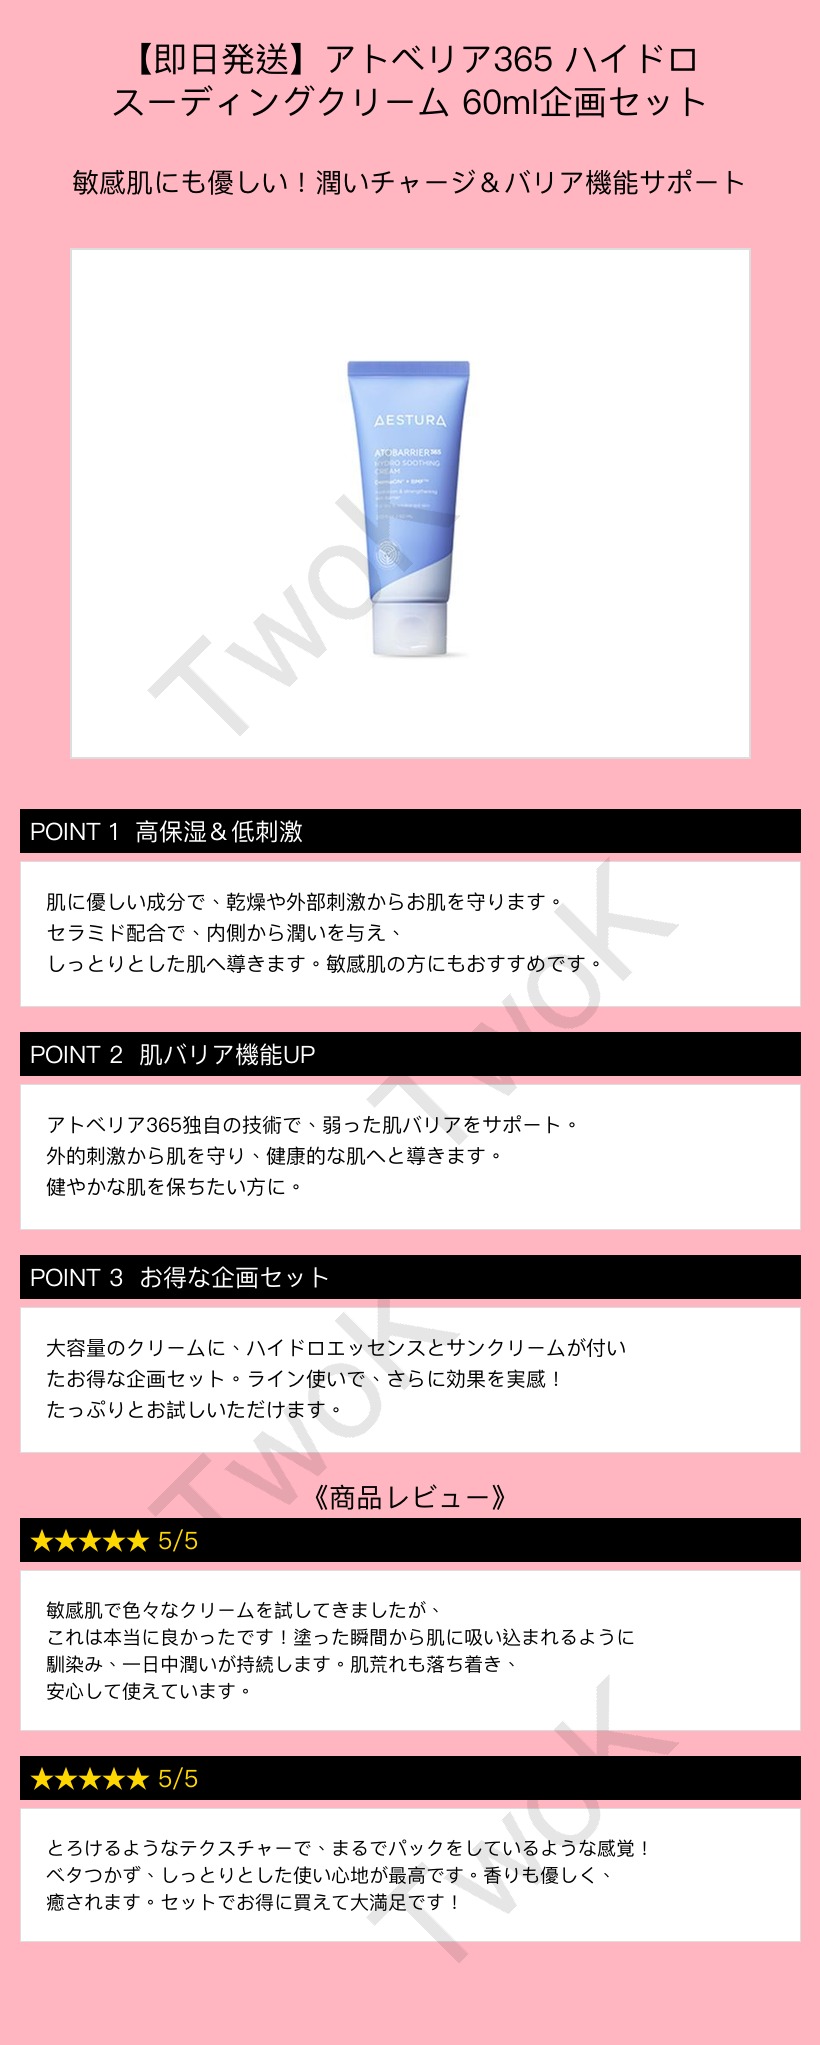 【即日発送】アトベリア365 ハイドロ
スーディングクリーム 60ml企画セット
敏感肌にも優しい！潤いチャージ＆バリア機能サポート
AESTURA
ATOBARRIER365
HYDRO SOOTHING
CREAM
TwoK
POINT 1 高保湿＆低刺激
肌に優しい成分で、乾燥や外部刺激からお肌を守ります。
セラミド配合で、内側から潤いを与え、
しっとりとした肌へ導きます。敏感肌の方にもおすすめです。
TwoK
POINT 2 肌バリア機能UP
アトベリア365独自の技術で、弱った肌バリアをサポート。
外的刺激から肌を守り、健康的な肌へと導きます。
健やかな肌を保ちたい方に。
POINT 3 お得な企画セット
大容量のクリームに、ハイドロエッセンスとサンクリームが付い
たお得な企画セット。ライン使いで、さらに効果を実感！
たっぷりとお試しいただけます。
TwoK
《商品レビュー》
★★★★★ 5/5
敏感肌で色々なクリームを試してきましたが、
これは本当に良かったです！塗った瞬間から肌に吸い込まれるように
馴染み、一日中潤いが持続します。肌荒れも落ち着き、
安心して使えています。
★★★★★ 5/5
とろけるようなテクスチャーで、まるでパックをしているような感覚！
ベタつかず、しっとりとした使い心地が最高です。香りも優しく、
癒されます。セットでお得に買えて大満足です！
TwoK